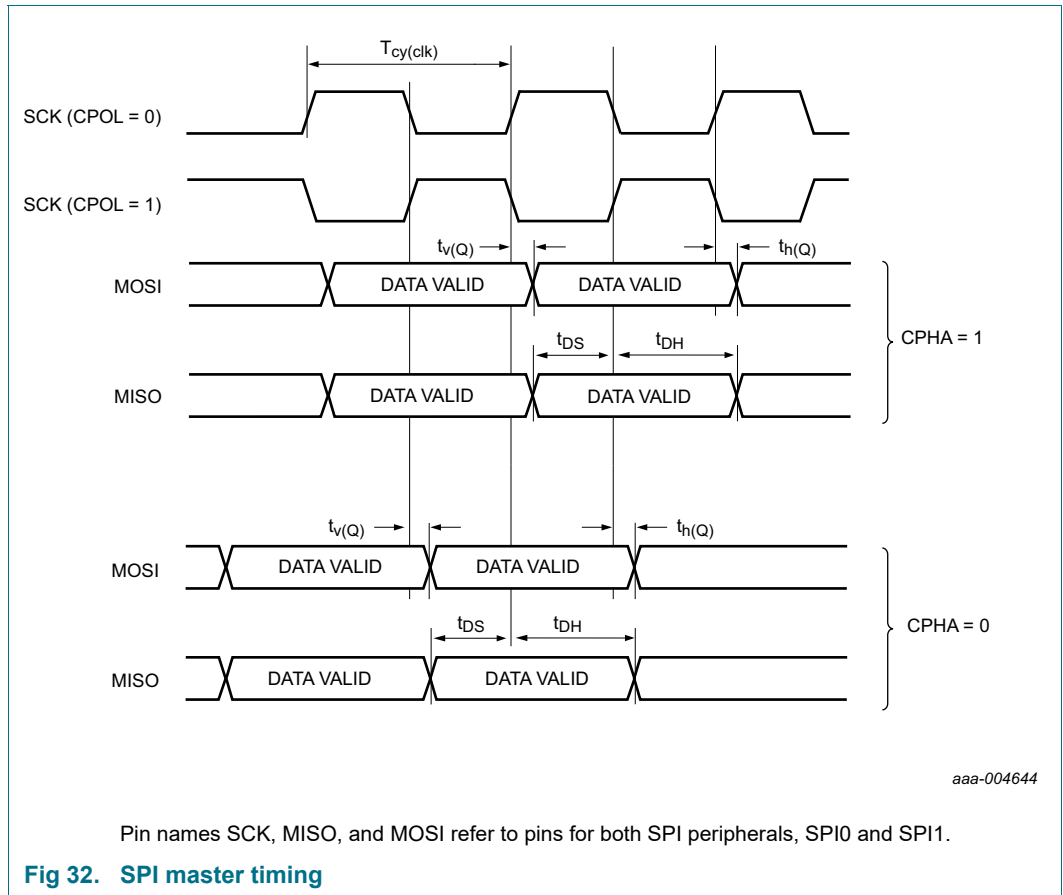 Tcy(clk)
SCK (CPOL = 0)
SCK (CPOL = 1)
tv(Q)
th(Q)
MOSI
DATA VALID
DATA VALID
CPHA = 1
tDS
tDH
MISO
DATA VALID
DATA VALID
tv(Q)
th(Q)
MOSI
DATA VALID
DATA VALID
CPHA = 0
tDS
tDH
MISO
DATA VALID
DATA VALID
aaa-004644
Pin names SCK, MISO, and MOSI refer to pins for both SPI peripherals, SPI0 and SPI1.
Fig 32. SPI master timing